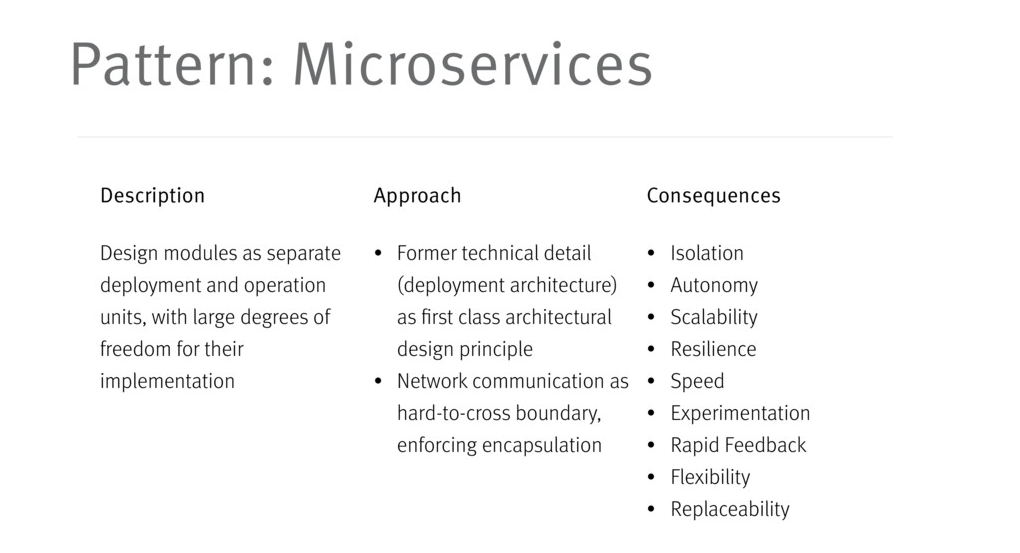 Pattern: Microservices
Description
Design modules as separate
deployment and operation
units, with large degrees of
freedom for their
implementation
Approach
• Former technical detail
(deployment architecture)
as first class architectural
design principle
• Network communication as
hard-to-cross boundary,
enforcing encapsulation
Consequences
• Isolation
• Autonomy
• Scalability
• Resilience
• Speed
• Experimentation
• Rapid Feedback
• Flexibility
• Replaceability